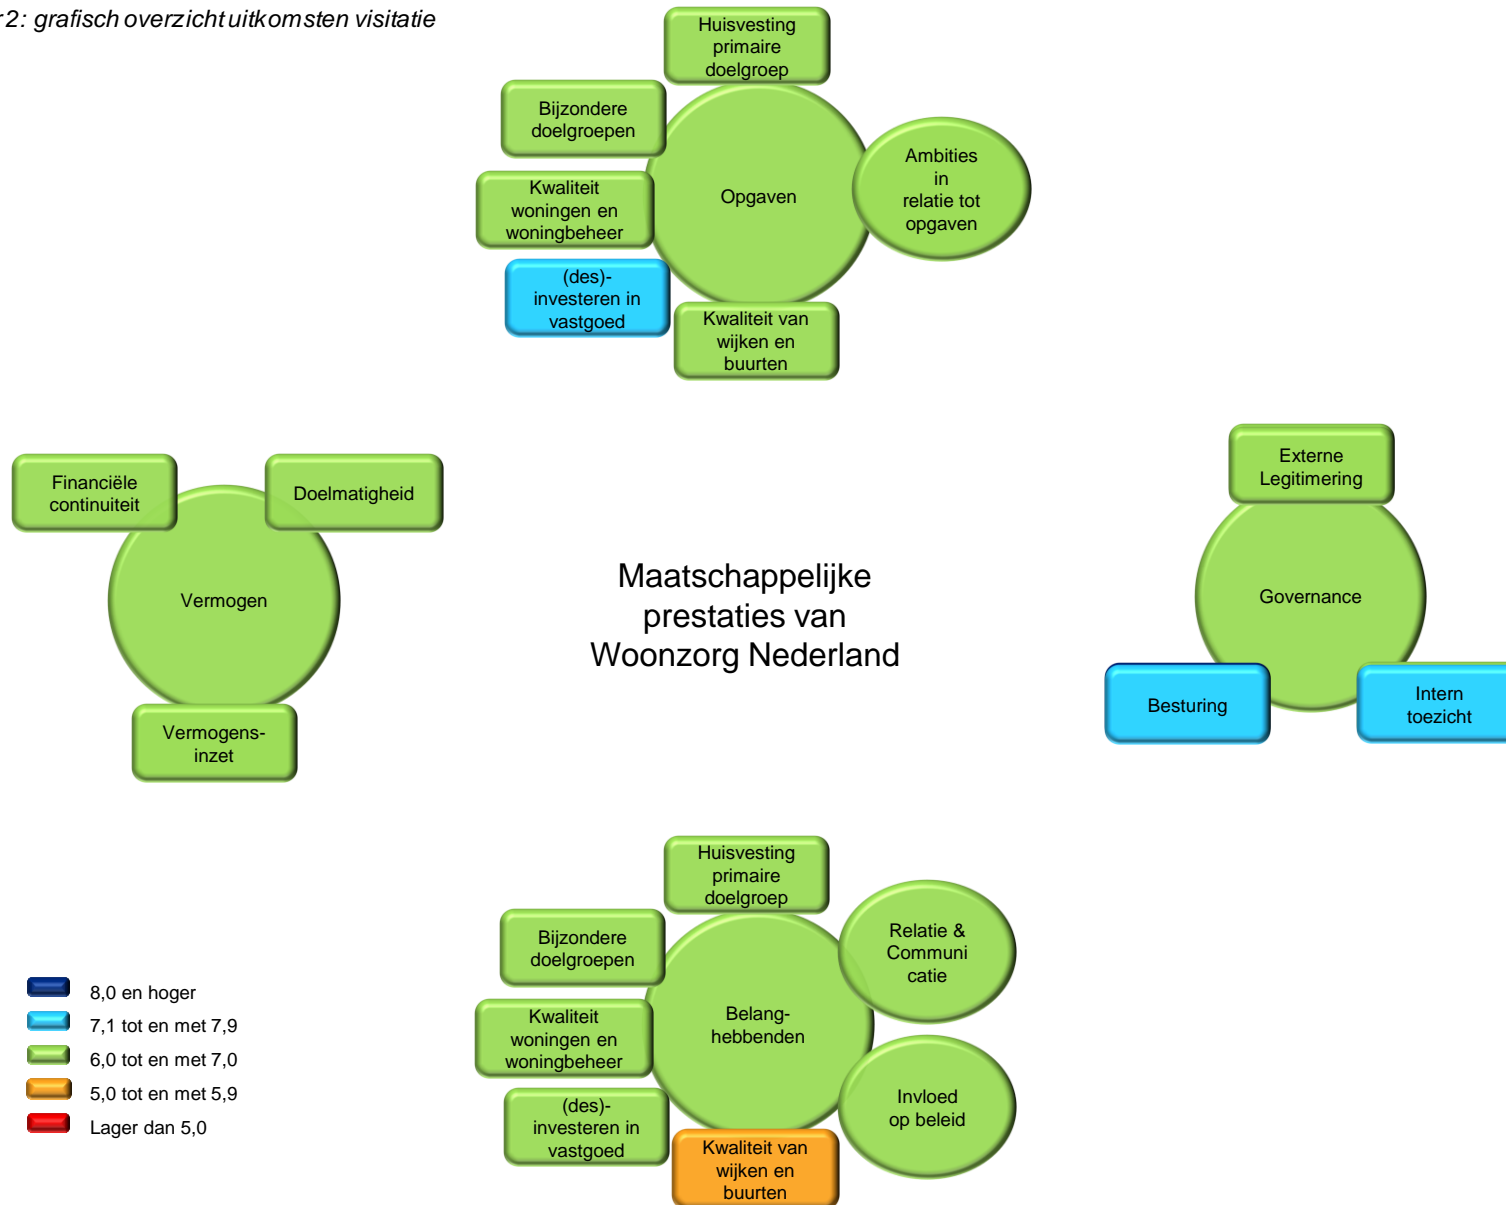 2: grafisch overzicht uitkomsten visitatie
Huisvesting
primaire
doelgroep
Bijzondere
doelgroepen
Ambities
in
relatie tot
opgaven
Opgaven
Kwaliteit
woningen en
woningbeheer
(des)-
investeren in
vastgoed
Kwaliteit van
wijken en
buurten
Financiële
continuiteit
Doelmatigheid
Vermogen
Vermogens-
inzet
Maatschappelijke
prestaties van
Woonzorg Nederland
Externe
Legitimering
Governance
Besturing
Intern
toezicht
Huisvesting
primaire
doelgroep
Bijzondere
doelgroepen
Relatie &
Communi
catie
Kwaliteit
woningen en
woningbeheer
Belang-
hebbenden
(des)-
investeren in
vastgoed
Invloed
op beleid
Kwaliteit van
wijken en
buurten
8,0 en hoger
7,1 tot en met 7,9
6,0 tot en met 7,0
5,0 tot en met 5,9
Lager dan 5,0